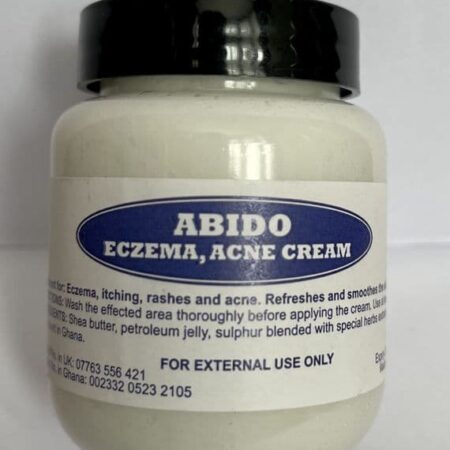 ABIDO
ECZEMA, ACNE CREAM
Eczema, itching, rashes and acne. Refreshes and smoothes the
Wash the effected area thoroughly before applying the cream. Use
Shea butter, petroleum jelly, sulphur blended with special herbs
in Ghana.
in UK: 07763 556 421
in Ghana: 002332 0523 2105
FOR EXTERNAL USE ONLY